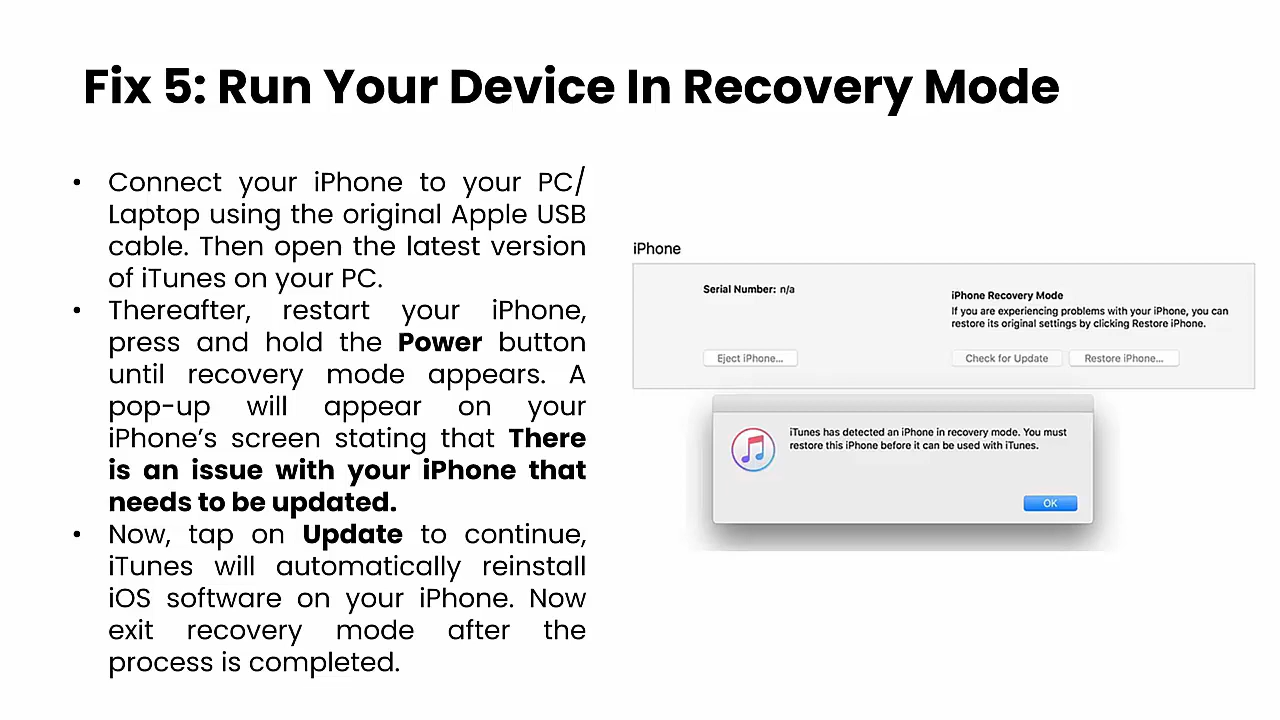 Fix 5: Run Your Device In Recovery Mode
• Connect your iPhone to your PC/
Laptop using the original Apple USB
cable. Then open the latest version
of iTunes on your PC.
• Thereafter, restart your iPhone,
press and hold the Power button
until recovery mode appears. A
pop-up will appear on your
iPhone’s screen stating that There
is an issue with your iPhone that
needs to be updated.
• Now, tap on Update to continue,
iTunes will automatically reinstall
iOS software on your iPhone. Now
exit recovery mode after the
process is completed.
iPhone
Serial Number: n/a
iPhone Recovery Mode
If you are experiencing problems with your iPhone, you can
restore its original settings by clicking Restore iPhone.
Eject iPhone...
Check for Update
Restore iPhone...
iTunes has detected an iPhone in recovery mode. You must
restore this iPhone before it can be used with iTunes.
OK